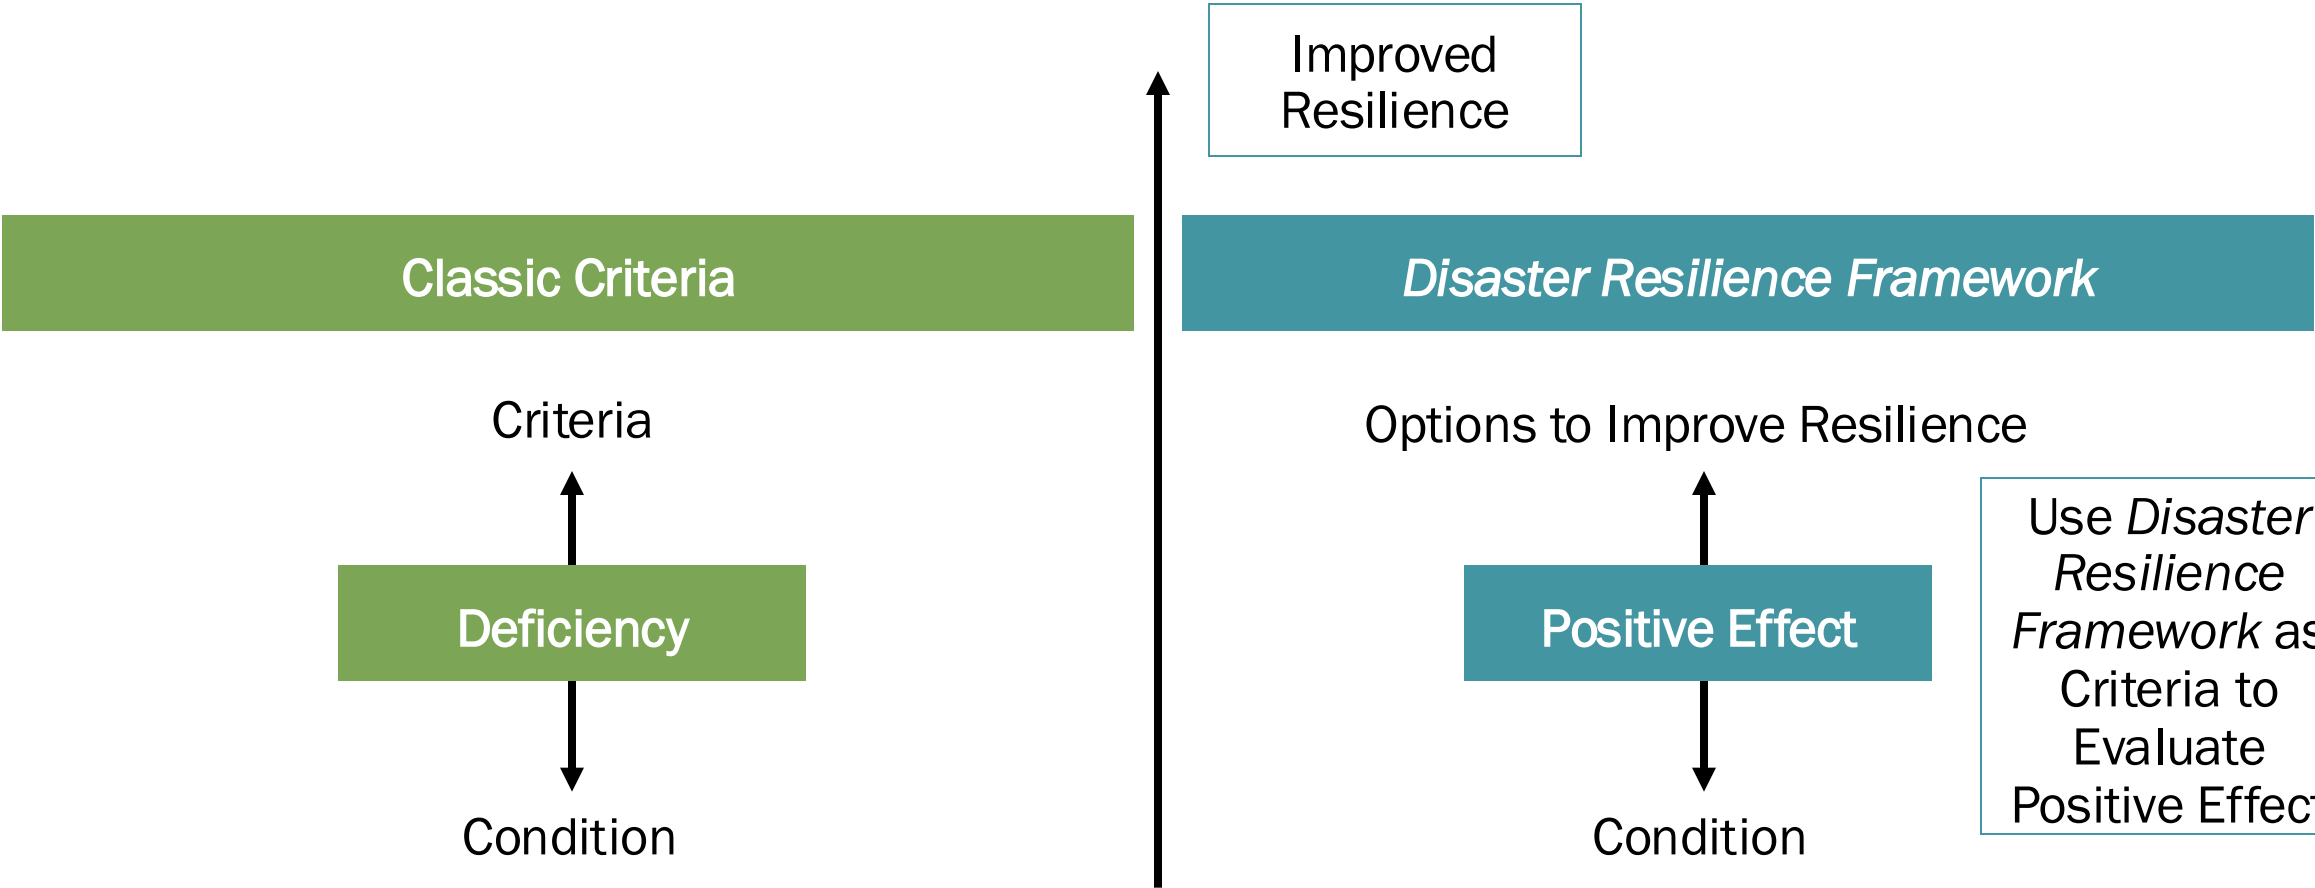 Improved
Resilience
Classic Criteria
Disaster Resilience Framework
Criteria
Deficiency
Condition
Options to Improve Resilience
Positive Effect
Condition
Use Disaster
Resilience
Framework as
Criteria to
Evaluate
Positive Effect